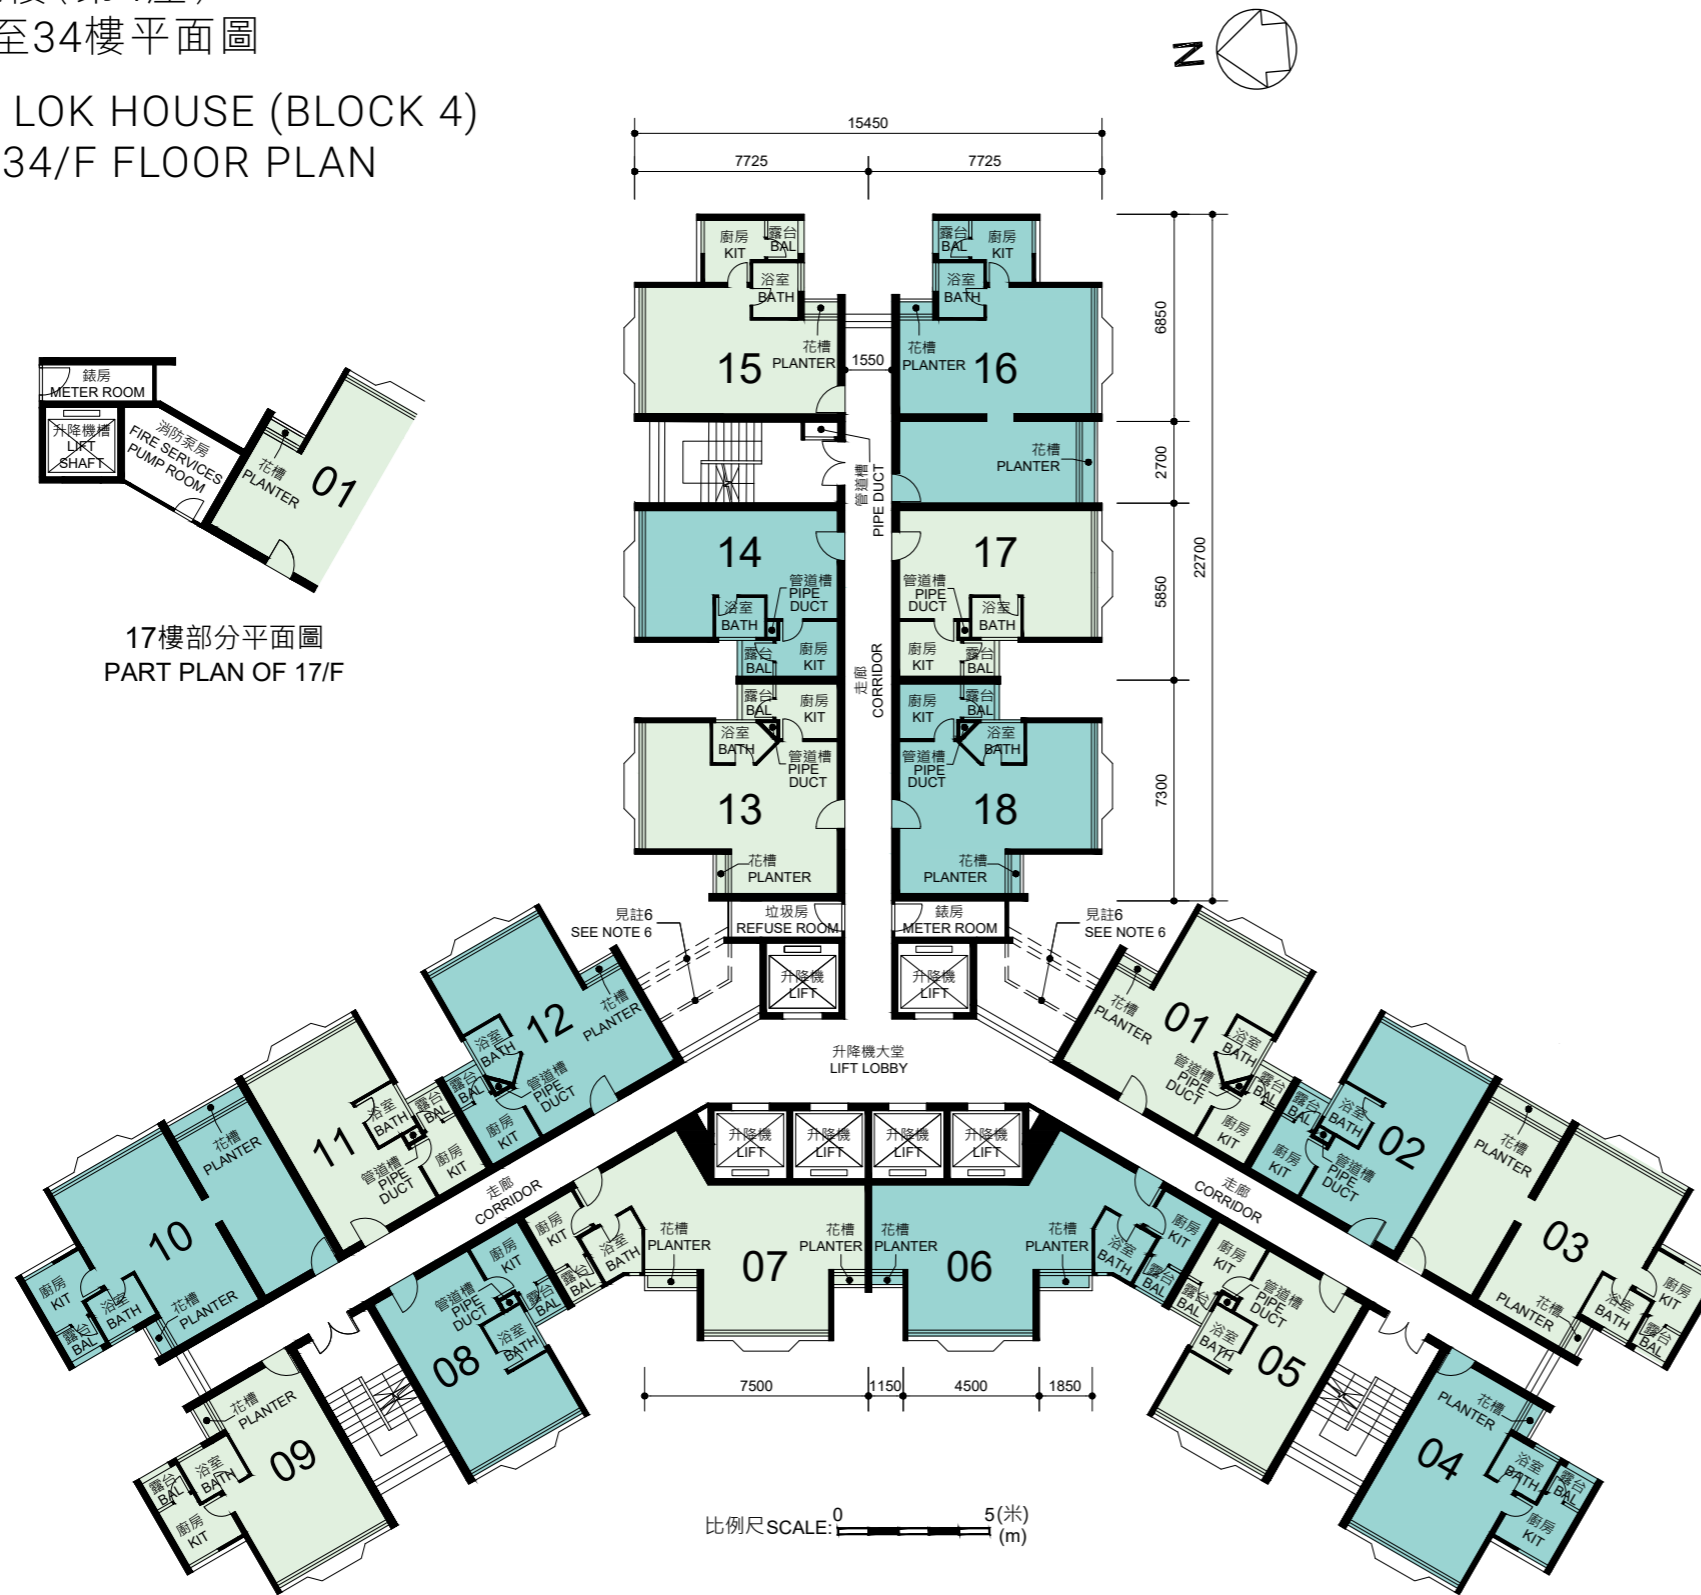 至34樓平面圖
LOK HOUSE (BLOCK 4)
34/F FLOOR PLAN
N
15450
7725
7725
廚房
KIT
露台
BAL
浴室
BATH
花槽
PLANTER
15
1550
露台
BAL
廚房
KIT
浴室
BATH
花槽
PLANTER
16
6850
花槽
PLANTER
2700
管道槽
PIPE DUCT
22700
錶房
METER ROOM
升降機槽
LIFT
SHAFT
消防泵房
FIRE SERVICES
PUMP ROOM
花槽
PLANTER
01
17樓部分平面圖
PART PLAN OF 17/F
14
管道槽
PIPE
DUCT
浴室
BATH
露台
BAL
廚房
KIT
17
管道槽
PIPE
DUCT
浴室
BATH
廚房
KIT
露台
BAL
5850
走廊
CORRIDOR
露台
BAL
廚房
KIT
浴室
BATH
管道槽
PIPE
DUCT
13
花槽
PLANTER
廚房
KIT
露台
BAL
浴室
BATH
管道槽
PIPE
DUCT
18
花槽
PLANTER
7300
見註6
SEE NOTE 6
垃圾房
REFUSE ROOM
錶房
METER ROOM
見註6
SEE NOTE 6
升降機
LIFT
升降機
LIFT
升降機大堂
LIFT LOBBY
12
花槽
PLANTER
浴室
BATH
露台
BAL
管道槽
PIPE
DUCT
廚房
KIT
花槽
PLANTER
01
浴室
BATH
管道槽
PIPE
DUCT
露台
BAL
廚房
KIT
11
浴室
BATH
露台
BAL
管道槽
PIPE
DUCT
廚房
KIT
露台
BAL
浴室
BATH
02
廚房
KIT
管道槽
PIPE
DUCT
花槽
PLANTER
10
廚房
KIT
露台
BAL
浴室
BATH
花槽
PLANTER
花槽
PLANTER
03
花槽
PLANTER
浴室
BATH
廚房
KIT
露台
BAL
走廊
CORRIDOR
走廊
CORRIDOR
升降機
LIFT
升降機
LIFT
升降機
LIFT
升降機
LIFT
廚房
KIT
浴室
BATH
露台
BAL
花槽
PLANTER
07
花槽
PLANTER
花槽
PLANTER
06
花槽
PLANTER
浴室
BATH
廚房
KIT
露台
BAL
廚房
KIT
管道槽
PIPE
DUCT
露台
BAL
浴室
BATH
08
廚房
KIT
管道槽
PIPE
DUCT
露台
BAL
浴室
BATH
05
花槽
PLANTER
09
浴室
BATH
露台
BAL
廚房
KIT
花槽
PLANTER
04
浴室
BATH
露台
BAL
廚房
KIT
7500
1150
4500
1850
比例尺SCALE:
0
5(米)
(m)